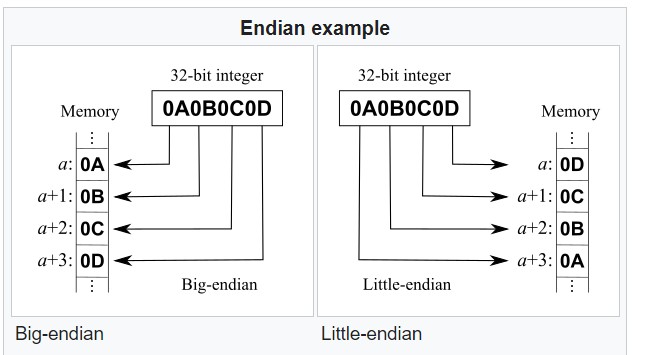 Endian example
32-bit integer
0A0B0C0D
Memory
⋮
a: 0A
a+1: 0B
a+2: 0C
a+3: 0D
⋮
Big-endian
32-bit integer
0A0B0C0D
Memory
⋮
a: 0D
a+1: 0C
a+2: 0B
a+3: 0A
⋮
Little-endian
Big-endian
Little-endian